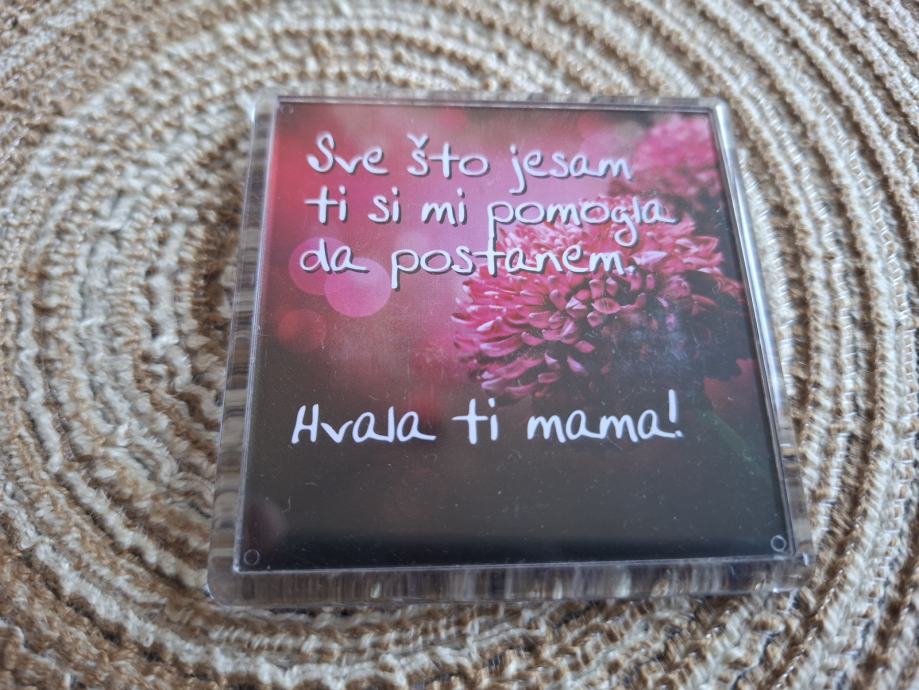 Sve što jesam
ti si mi pomogla
da postanem.
Hvala ti mama!